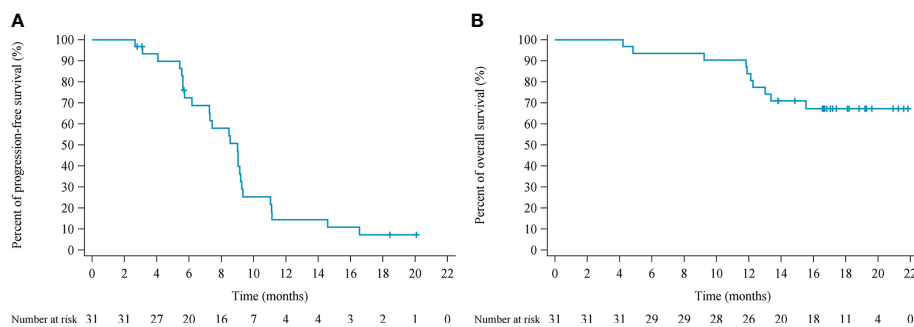 A
Percent of progression-free survival (%)
100
90
80
70
60
50
40
30
20
10
0
0 2 4 6 8 10 12 14 16 18 20 22
Time (months)
Number at risk 31 31 27 20 16 7 4 4 3 2 1 0
B
Percent of overall survival (%)
100
90
80
70
60
50
40
30
20
10
0
0 2 4 6 8 10 12 14 16 18 20 22
Time (months)
Number at risk 31 31 31 29 29 28 26 20 18 11 4 0